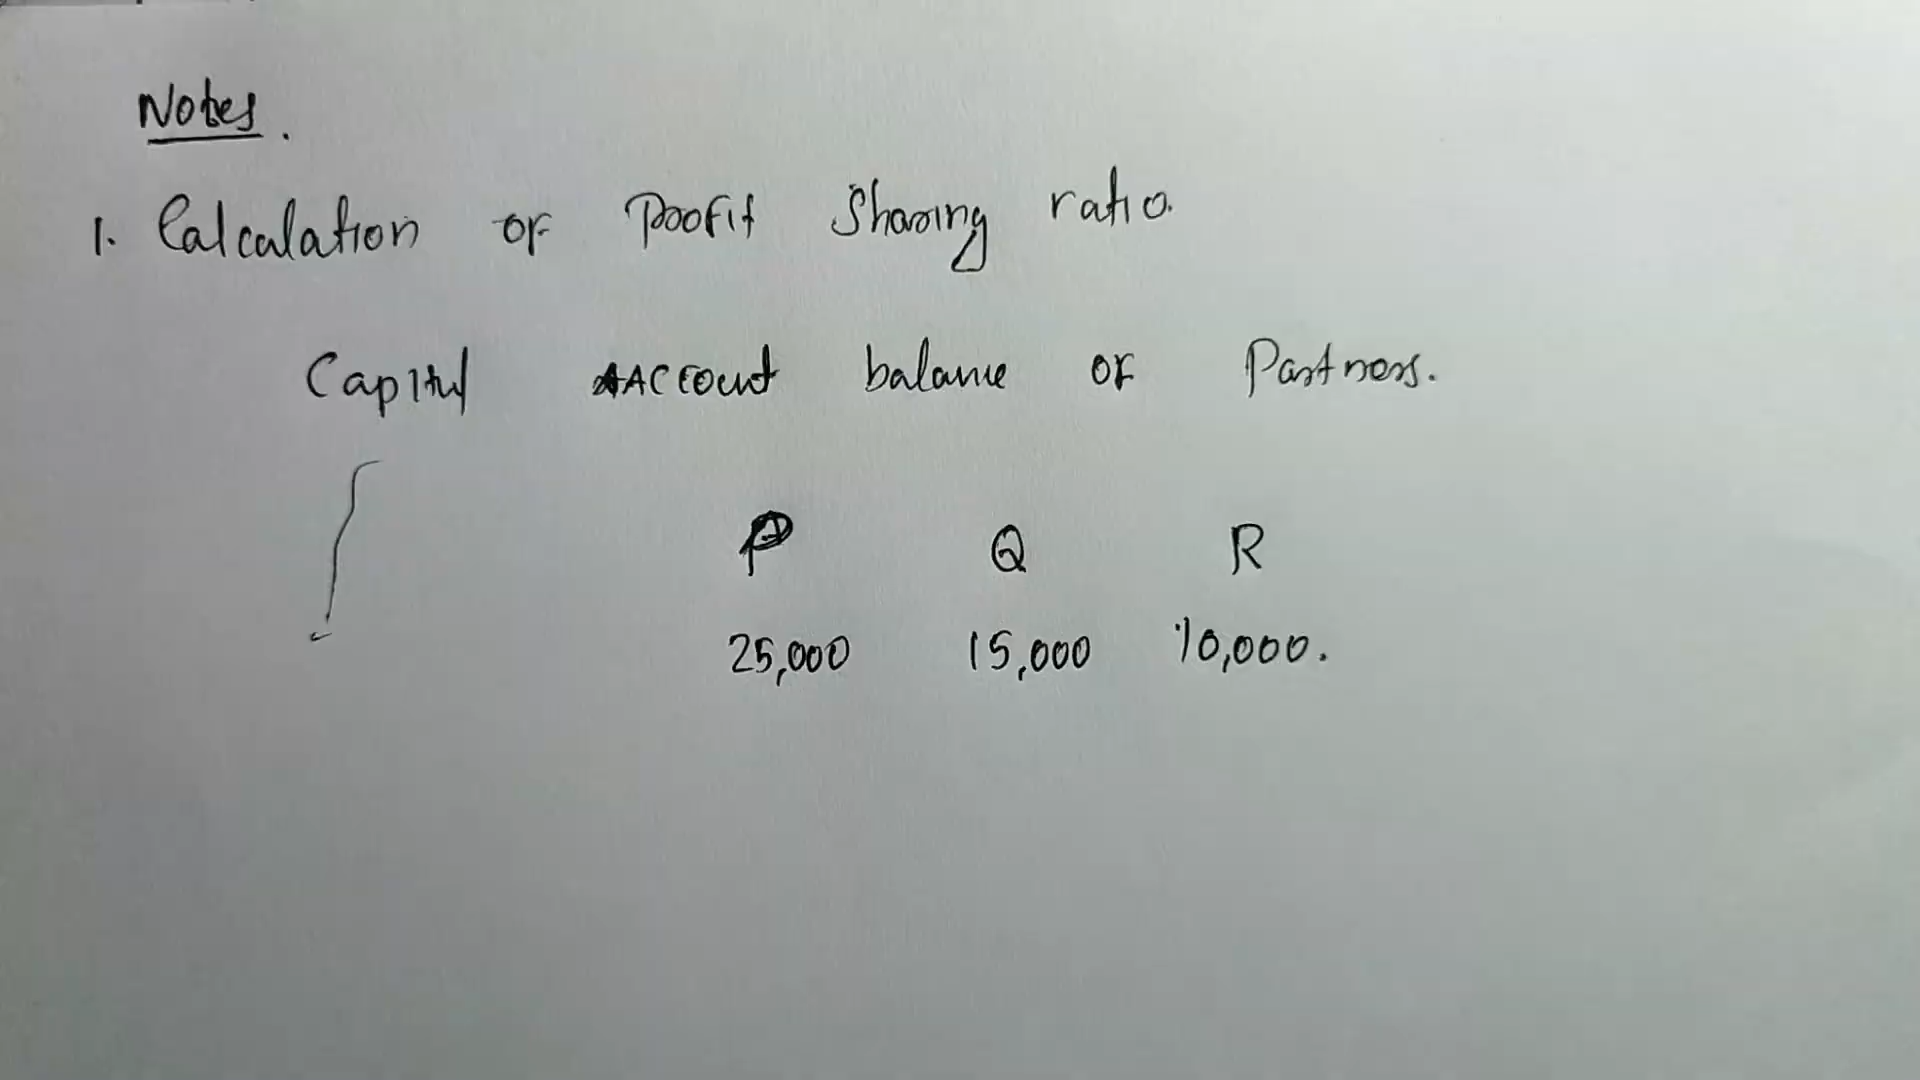 Notes.
1. Calculation of Profit Sharing ratio.
Capital Account balance of Partners.
P Q R
25,000 15,000 10,000.